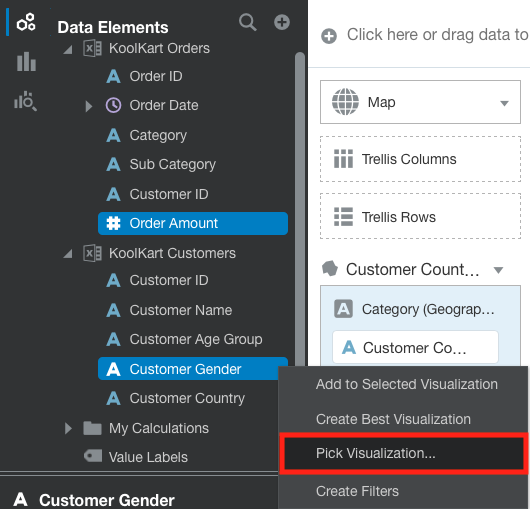 Data Elements
KoolKart Orders
A Order ID
Order Date
A Category
A Sub Category
A Customer ID
# Order Amount
KoolKart Customers
A Customer ID
A Customer Name
A Customer Age Group
A Customer Gender
A Customer Country
My Calculations
Value Labels
A Customer Gender
Click here or drag data to
Map
Trellis Columns
Trellis Rows
Customer Count...
A Category (Geograp...
A Customer Co...
Add to Selected Visualization
Create Best Visualization
Pick Visualization...
Create Filters